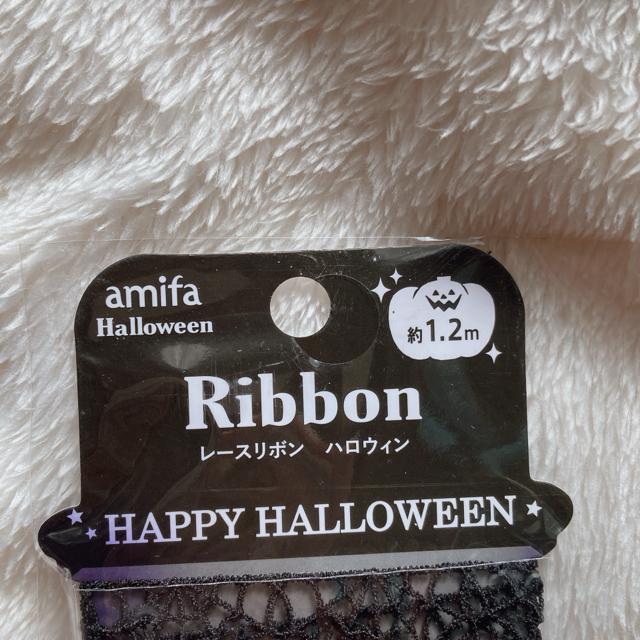 amifa
Halloween
約1.2m
Ribbon
レースリボン ハロウィン
HAPPY HALLOWEEN